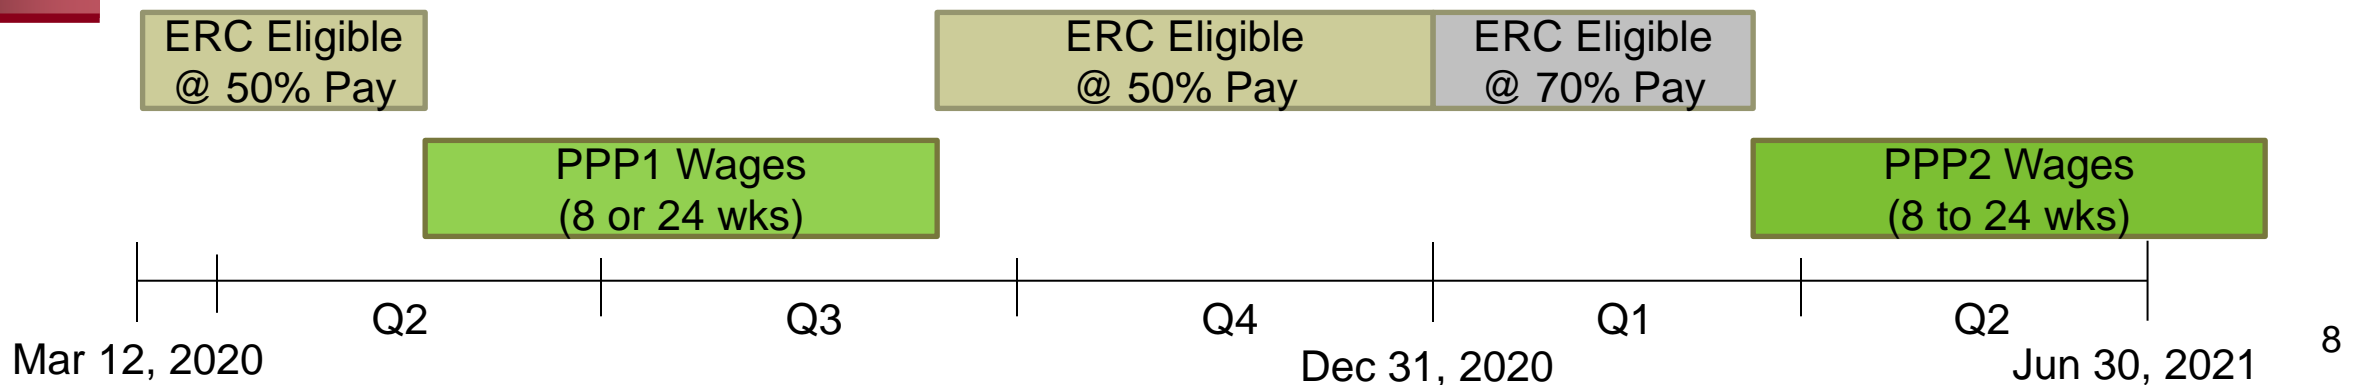 ERC Eligible
@ 50% Pay
ERC Eligible
@ 50% Pay
ERC Eligible
@ 70% Pay
PPP1 Wages
(8 or 24 wks)
PPP2 Wages
(8 to 24 wks)
Q2
Q3
Q4
Q1
Q2
Mar 12, 2020
Dec 31, 2020
Jun 30, 2021
8